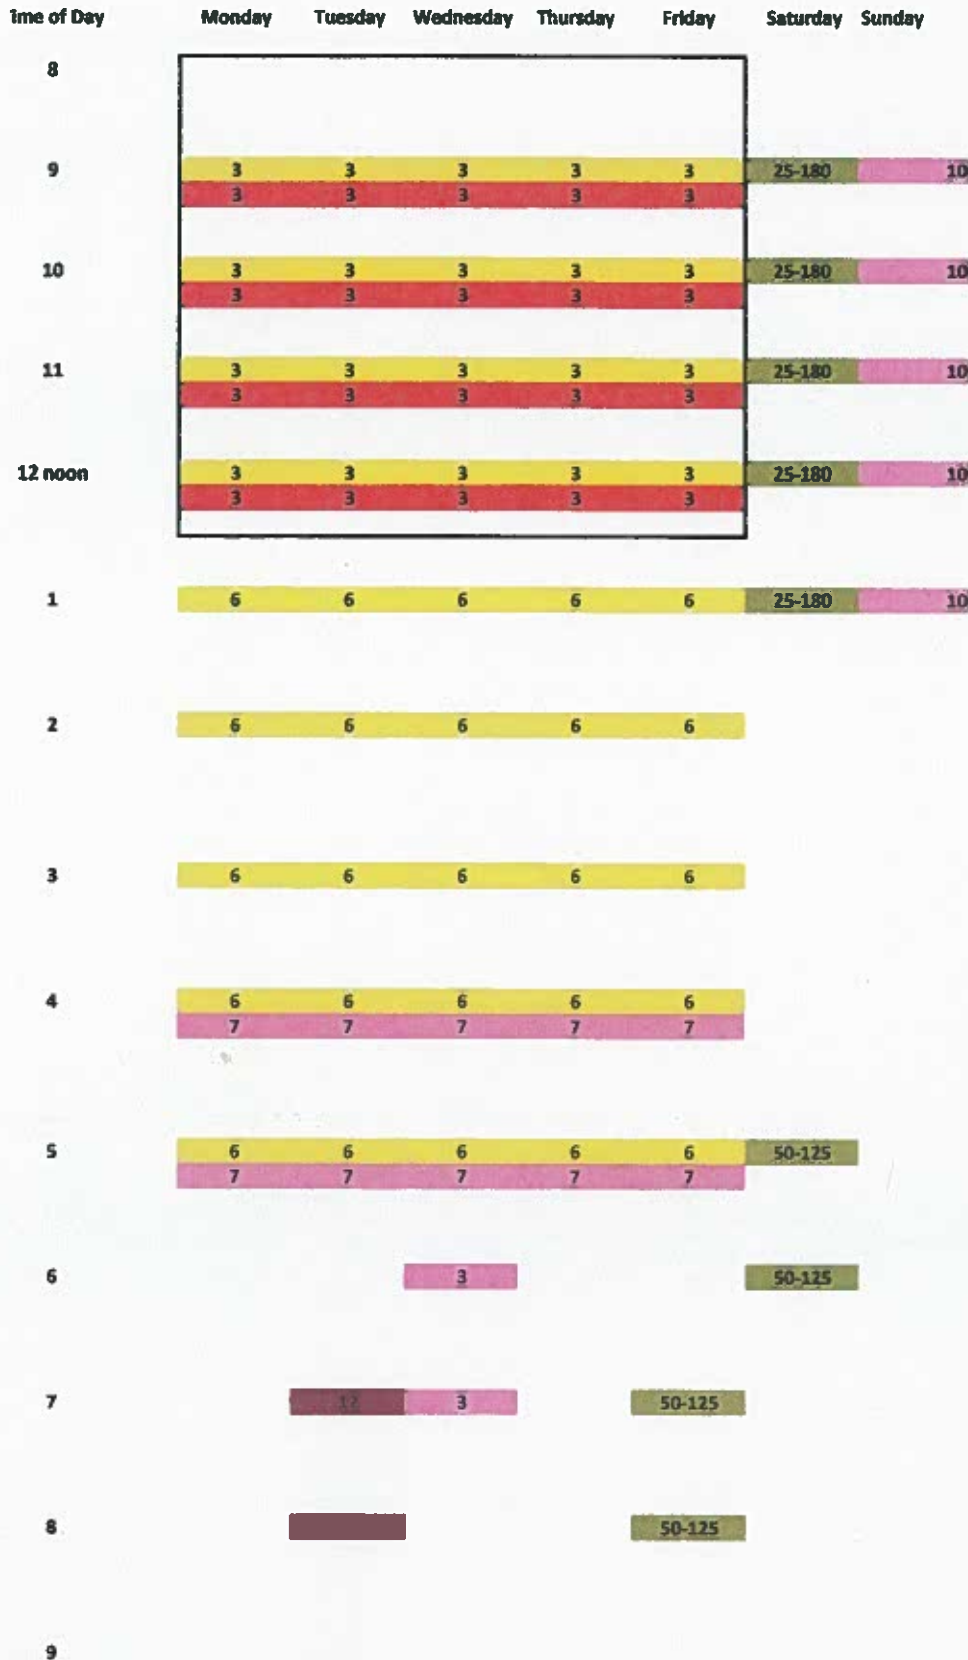 ime of Day Monday Tuesday Wednesday Thursday Friday Saturday Sunday
8
9 3 3 3 3 3 25-180 10
3 3 3 3 3
10 3 3 3 3 3 25-180 10
3 3 3 3 3
11 3 3 3 3 3 25-180 10
3 3 3 3 3
12 noon 3 3 3 3 3 25-180 10
3 3 3 3 3
1 6 6 6 6 6 25-180 10
2 6 6 6 6 6
3 6 6 6 6 6
4 6 6 6 6 6
7 7 7 7 7
5 6 6 6 6 6 50-125
7 7 7 7 7
6 3 50-125
7 12 3 50-125
8 50-125
9